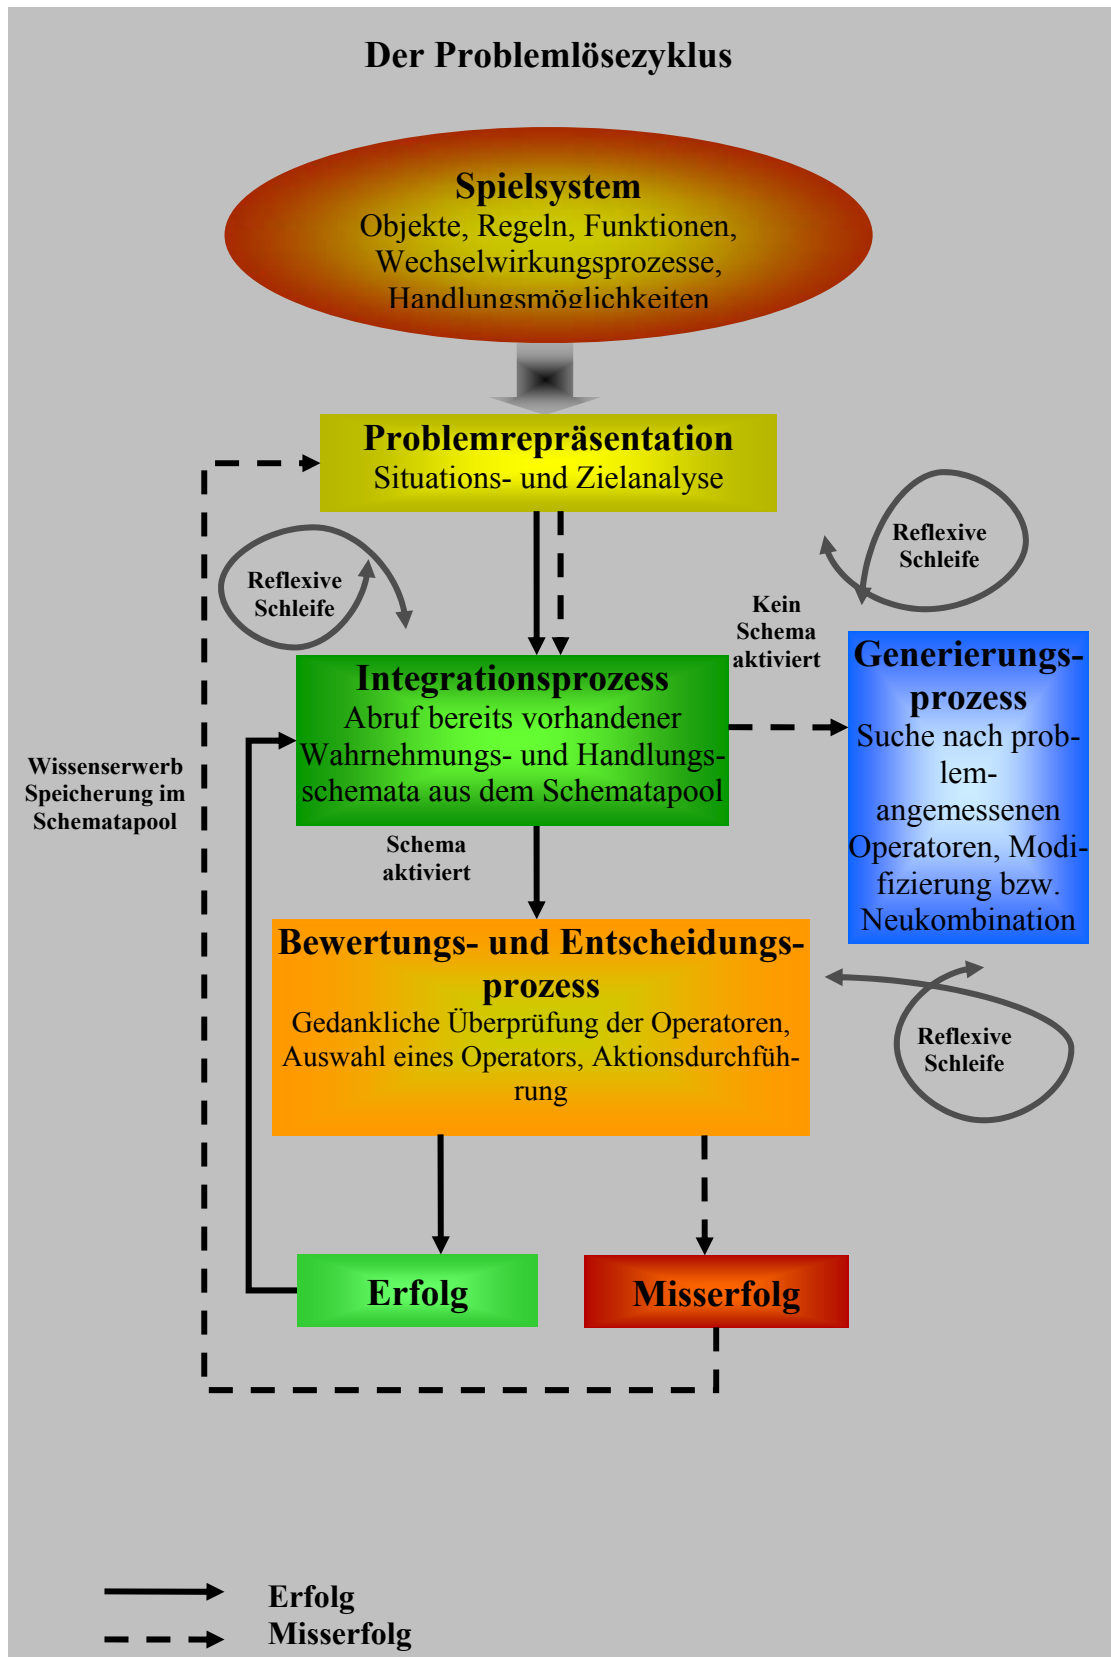 Der Problemlösezyklus
Spielsystem
Objekte, Regeln, Funktionen,
Wechselwirkungsprozesse,
Handlungsmöglichkeiten
Problemrepräsentation
Situations- und Zielanalyse
Reflexive
Schleife
Reflexive
Schleife
Kein
Schema
aktiviert
Integrationsprozess
Abruf bereits vorhandener
Wahrnehmungs- und Handlungs-
schemata aus dem Schematapool
Generierungs-
prozess
Suche nach prob-
lem-
angemessenen
Operatoren, Modi-
fizierung bzw.
Neukombination
Wissenserwerb
Speicherung im
Schematapool
Schema
aktiviert
Bewertungs- und Entscheidungs-
prozess
Gedankliche Überprüfung der Operatoren,
Auswahl eines Operators, Aktionsdurchfüh-
rung
Reflexive
Schleife
Erfolg
Misserfolg
Erfolg
Misserfolg